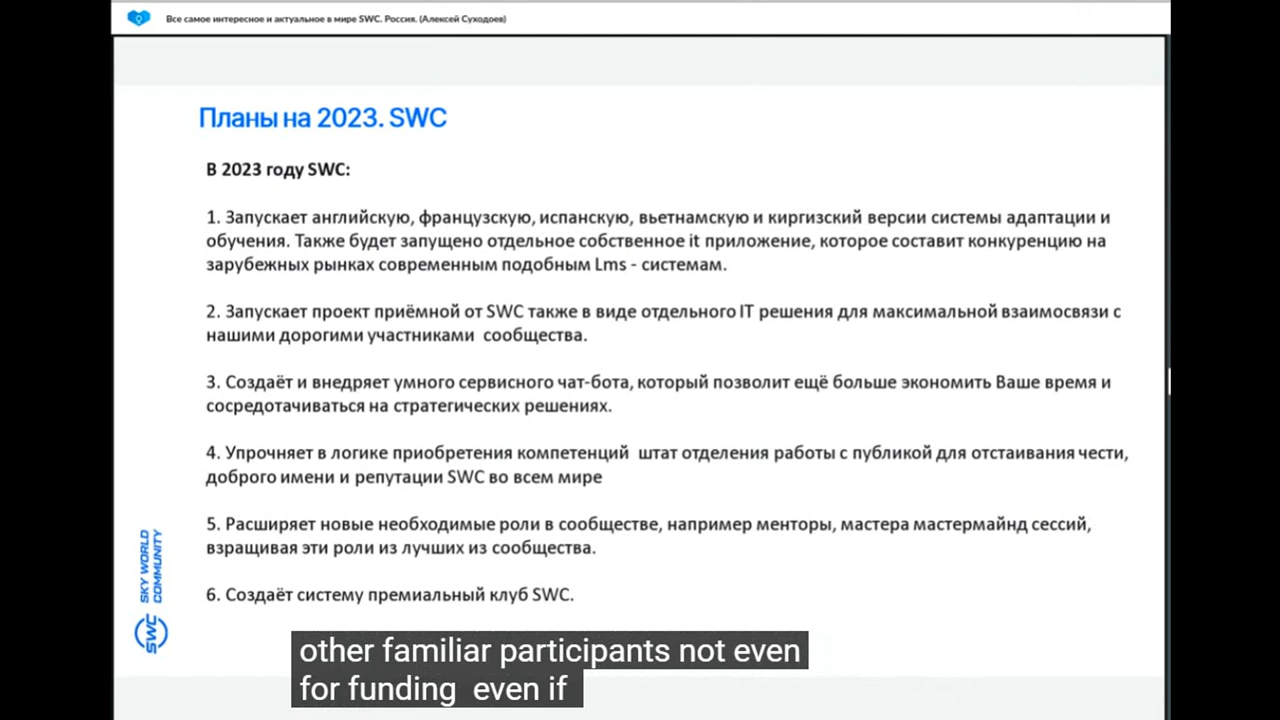 Все самое интересное и актуальное в мире SWC. Россия. (Алексей Суходоев)
Планы на 2023. SWC
В 2023 году SWC:
1. Запускает английскую, французскую, испанскую, вьетнамскую и киргизский версии системы адаптации и
обучения. Также будет запущено отдельное собственное it приложение, которое составит конкуренцию на
зарубежных рынках современным подобным Lms - системам.
2. Запускает проект приёмной от SWC также в виде отдельного IT решения для максимальной взаимосвязи с
нашими дорогими участниками  сообщества.
3. Создаёт и внедряет умного сервисного чат-бота, который позволит ещё больше экономить Ваше время и
сосредотачиваться на стратегических решениях.
4. Упрочняет в логике приобретения компетенций  штат отделения работы с публикой для отстаивания чести,
доброго имени и репутации SWC во всем мире
5. Расширяет новые необходимые роли в сообществе, например менторы, мастера мастермайнд сессий,
взращивая эти роли из лучших из сообщества.
6. Создаёт систему премиальный клуб SWC.
SWC SKY WORLD
COMMUNITY
other familiar participants not even
for funding  even if